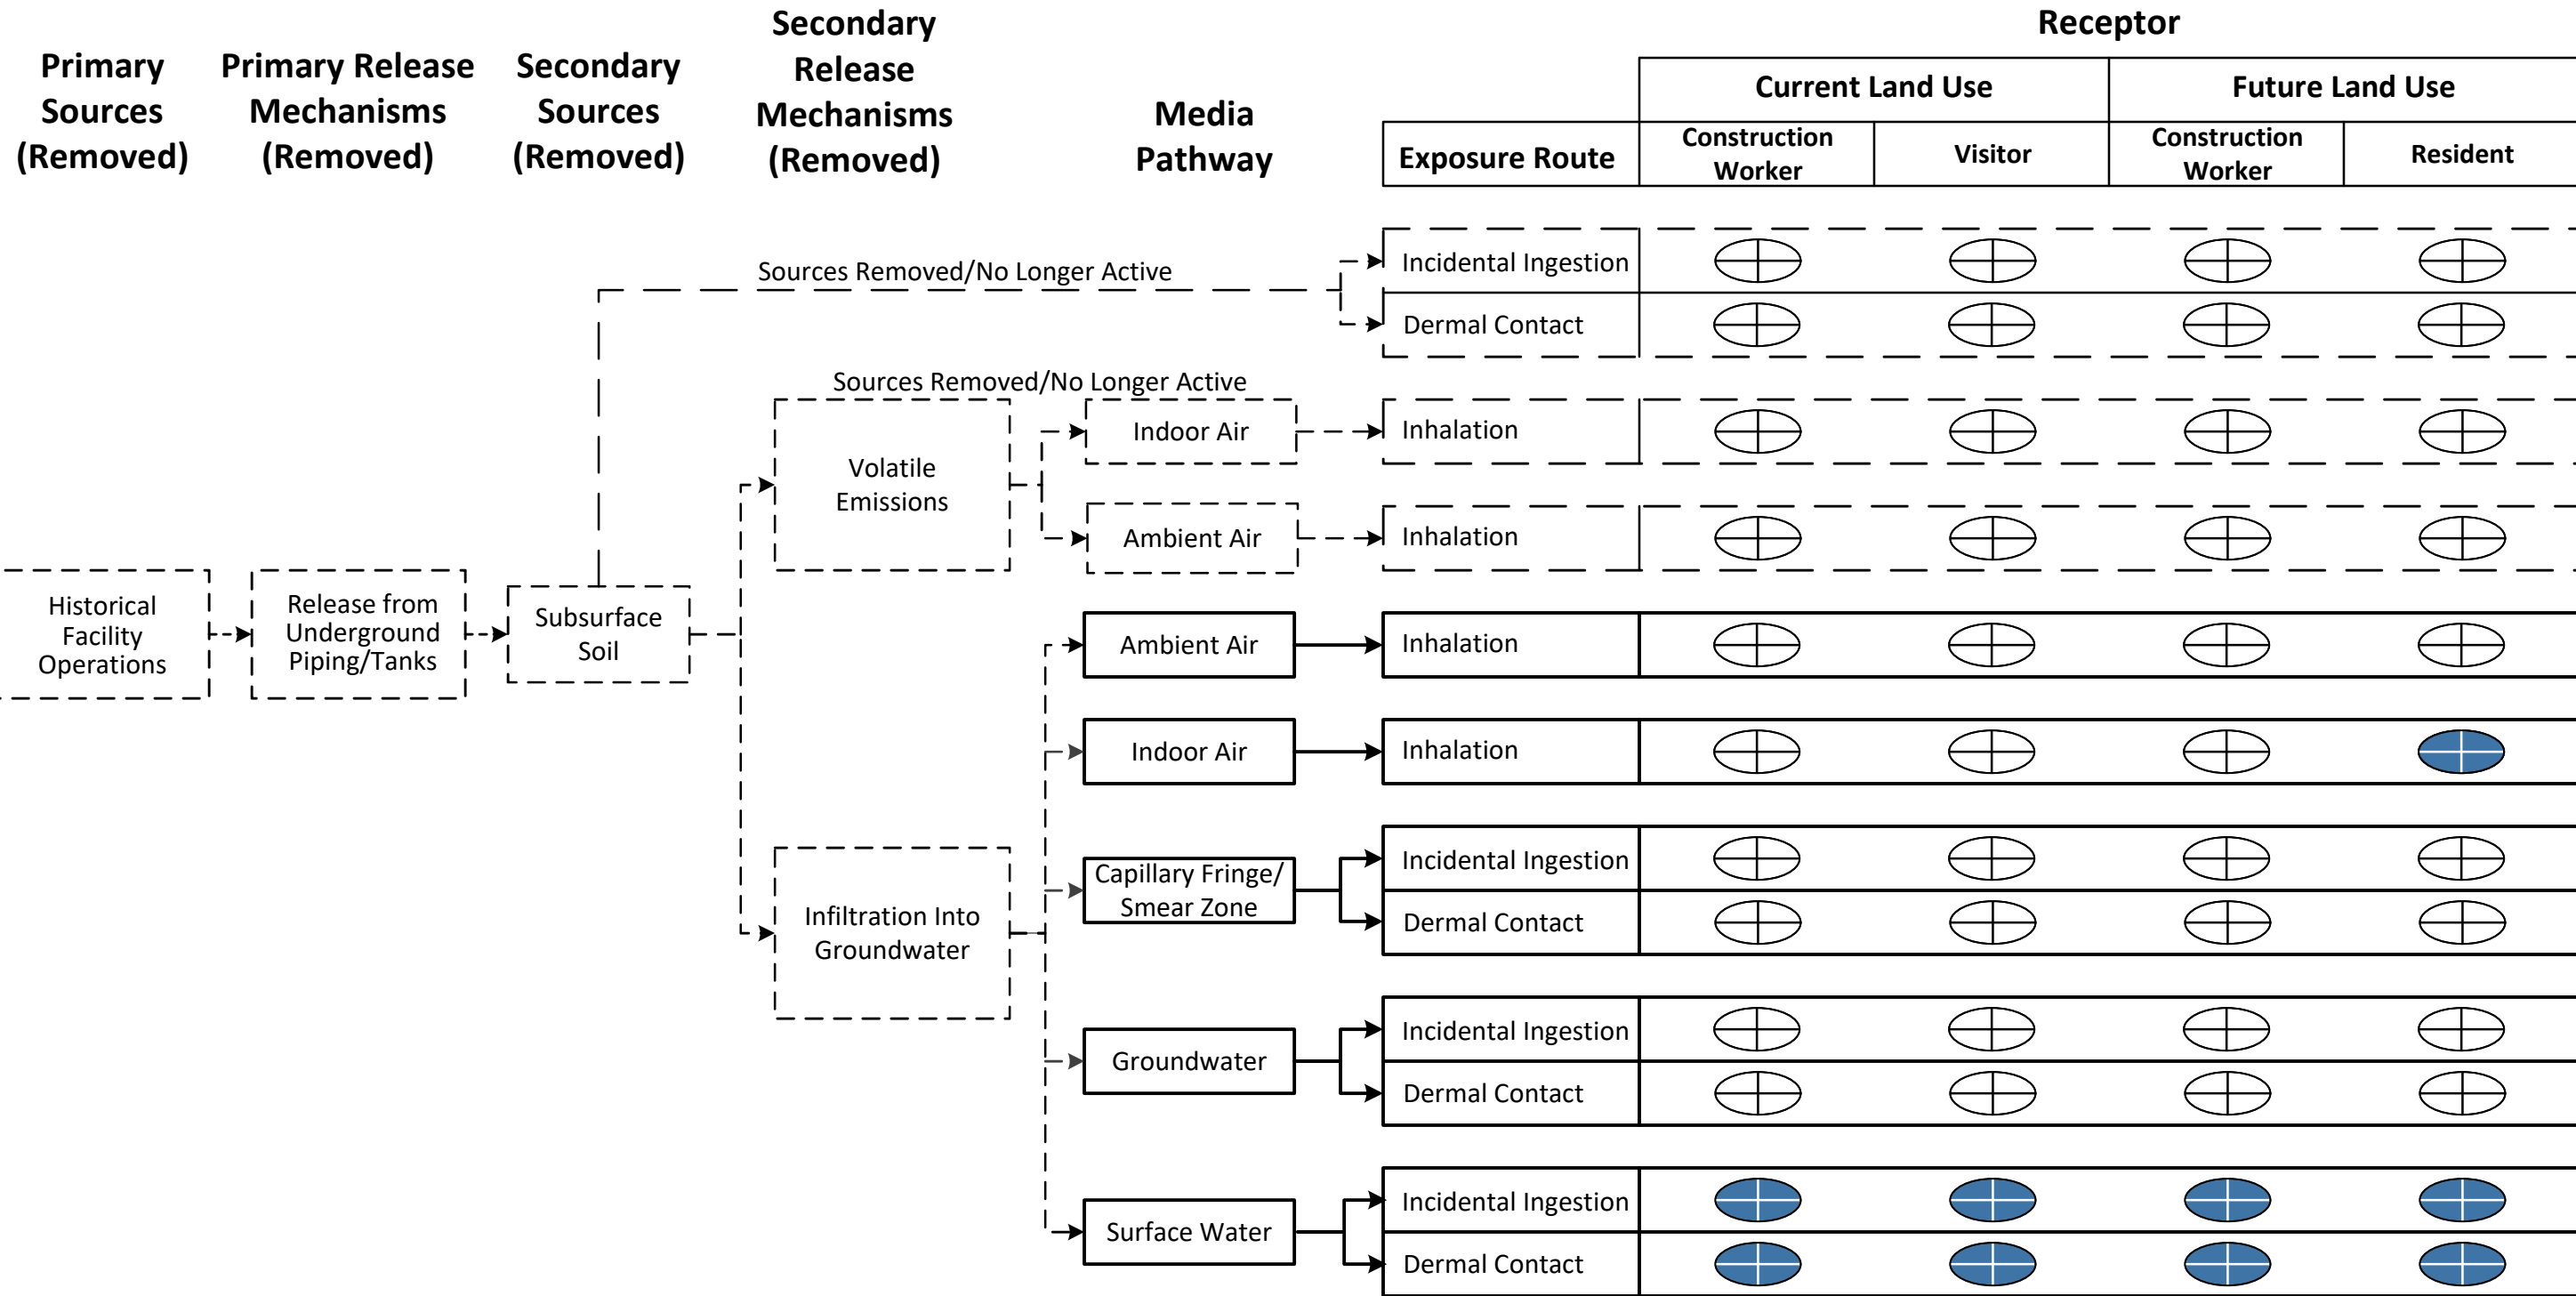 Primary
Sources
(Removed)
Primary Release
Mechanisms
(Removed)
Secondary
Sources
(Removed)
Secondary
Release
Mechanisms
(Removed)
Media
Pathway
Receptor
Current Land Use
Future Land Use
Exposure Route
Construction
Worker
Visitor
Construction
Worker
Resident
Sources Removed/No Longer Active
Incidental Ingestion
Dermal Contact
Sources Removed/No Longer Active
Volatile
Emissions
Indoor Air
Inhalation
Ambient Air
Inhalation
Historical
Facility
Operations
Release from
Underground
Piping/Tanks
Subsurface
Soil
Ambient Air
Inhalation
Indoor Air
Inhalation
Infiltration Into
Groundwater
Capillary Fringe/
Smear Zone
Incidental Ingestion
Dermal Contact
Groundwater
Incidental Ingestion
Dermal Contact
Surface Water
Incidental Ingestion
Dermal Contact